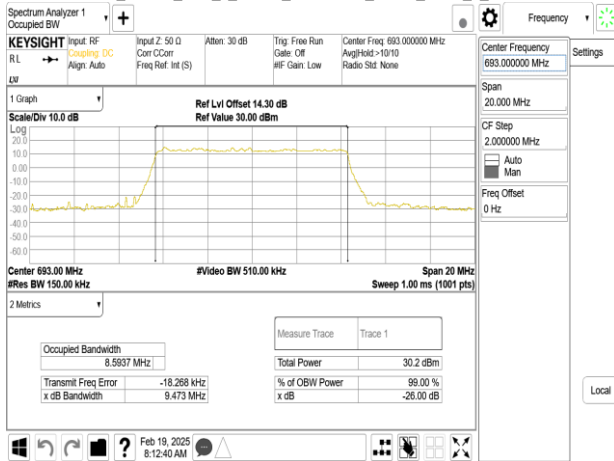 Spectrum Analyzer 1
Occupied BW
+
Frequency
KEYSIGHT
Input: RF
Input Z: 50 Ω
Atten: 30 dB
Trig: Free Run
Center Freq: 693.000000 MHz
RL
Coupling: DC
Corr CCorr
Gate: Off
Avg|Hold:>10/10
Align: Auto
Freq Ref: Int (S)
#IF Gain: Low
Radio Std: None
LXI
Center Frequency
693.000000 MHz
Settings
Span
20.000 MHz
CF Step
2.000000 MHz
Auto
Man
Freq Offset
0 Hz
Local
1 Graph
Ref Lvl Offset 14.30 dB
Scale/Div 10.0 dB
Ref Value 30.00 dBm
Log
20.0
10.0
0.00
-10.0
-20.0
-30.0
-40.0
-50.0
-60.0
Center 693.00 MHz
#Video BW 510.00 kHz
Span 20 MHz
#Res BW 150.00 kHz
Sweep 1.00 ms (1001 pts)
2 Metrics
Measure Trace
Trace 1
Occupied Bandwidth
8.5937 MHz
Total Power
30.2 dBm
Transmit Freq Error
-18.268 kHz
% of OBW Power
99.00 %
x dB Bandwidth
9.473 MHz
x dB
-26.00 dB
?
Feb 19, 2025
8:12:40 AM